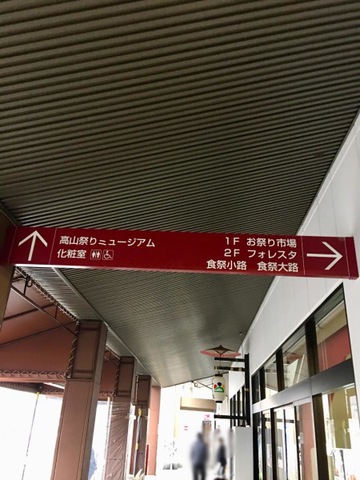 高山祭りミュージアム
化粧室
1F お祭り市場
2F フォレスタ
食祭小路 食祭大路